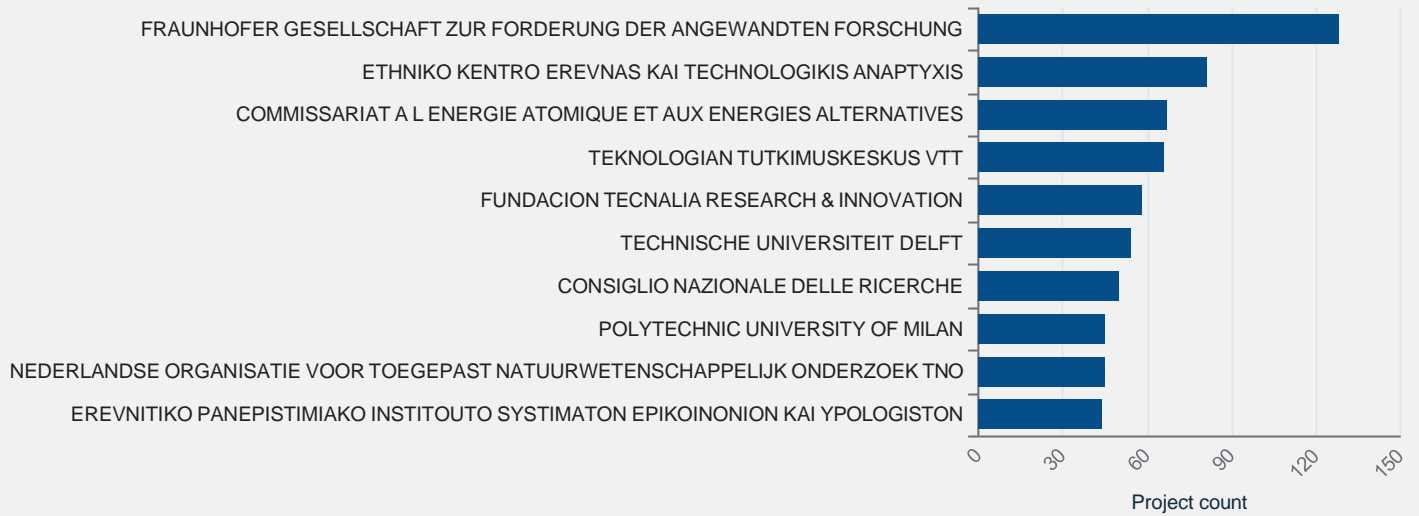 FRAUNHOFER GESELLSCHAFT ZUR FORDERUNG DER ANGEWANDTEN FORSCHUNG
ETHNIKO KENTRO EREVNAS KAI TECHNOLOGIKIS ANAPTYXIS
COMMISSARIAT A L ENERGIE ATOMIQUE ET AUX ENERGIES ALTERNATIVES
TEKNOLOGIAN TUTKIMUSKESKUS VTT
FUNDACION TECNALIA RESEARCH & INNOVATION
TECHNISCHE UNIVERSITEIT DELFT
CONSIGLIO NAZIONALE DELLE RICERCHE
POLYTECHNIC UNIVERSITY OF MILAN
NEDERLANDSE ORGANISATIE VOOR TOEGEPAST NATUURWETENSCHAPPELIJK ONDERZOEK TNO
EREVNITIKO PANEPISTIMIAKO INSTITOUTO SYSTIMATON EPIKOINONION KAI YPOLOGISTON
0 30 60 90 120 150
Project count